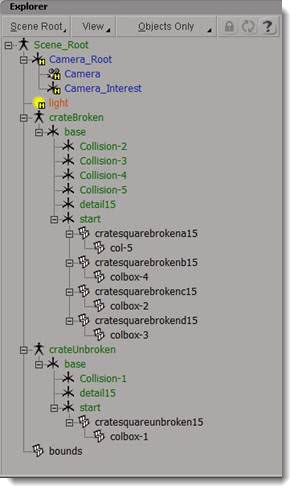 Explorer
Scene Root View Objects Only ?
Scene_Root
Camera_Root
Camera
Camera_Interest
light
crateBroken
base
Collision-2
Collision-3
Collision-4
Collision-5
detail15
start
cratesquarebrokena15
col-5
cratesquarebrokenb15
colbox-4
cratesquarebrokenc15
colbox-2
cratesquarebrokend15
colbox-3
crateUnbroken
base
Collision-1
detail15
start
cratesquareunbroken15
colbox-1
bounds